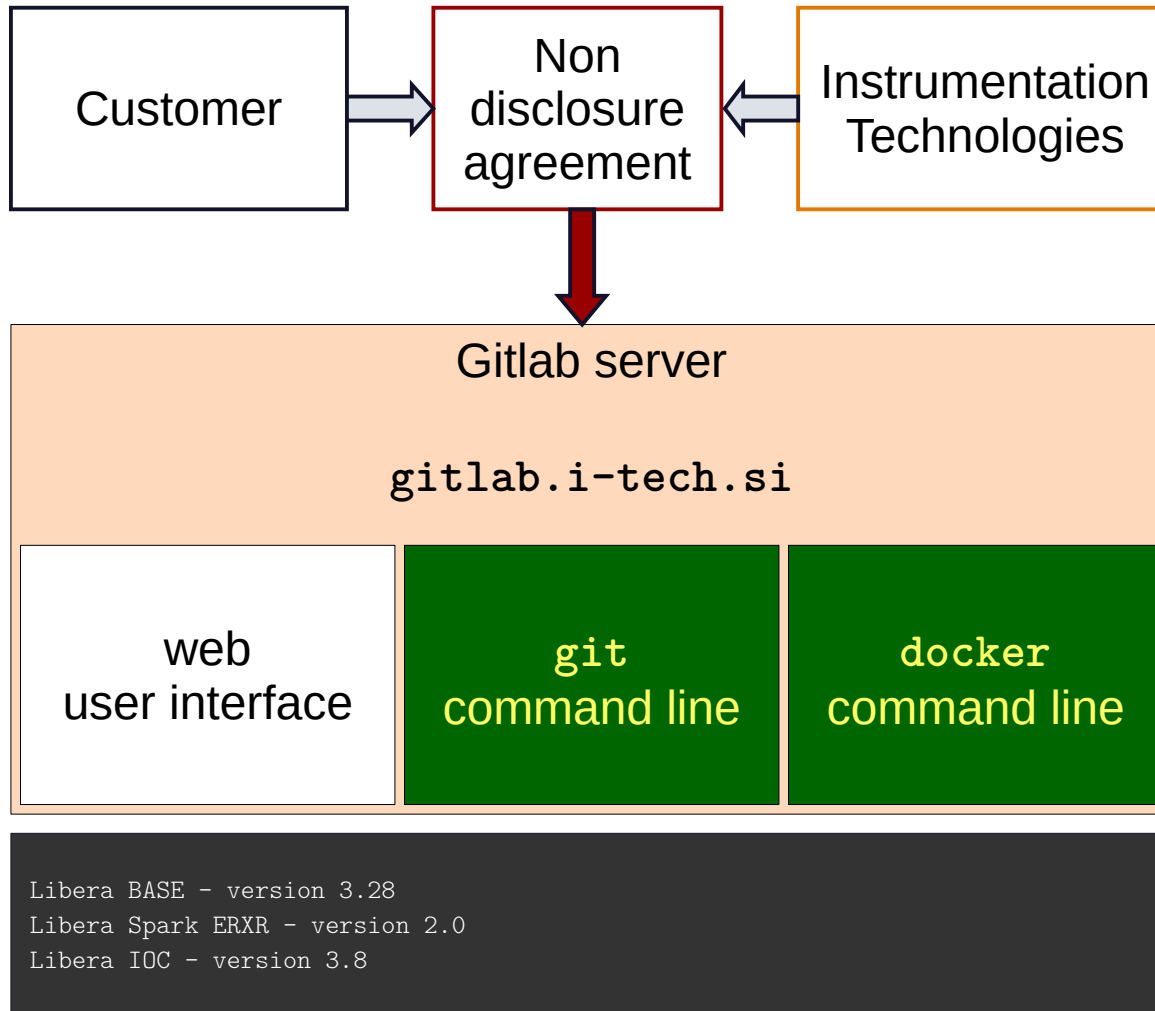 Customer
Non
disclosure
agreement
Instrumentation
Technologies
Gitlab server
gitlab.i-tech.si
web
user interface
git
command line
docker
command line
Libera BASE - version 3.28
Libera Spark ERXR - version 2.0
Libera IOC - version 3.8